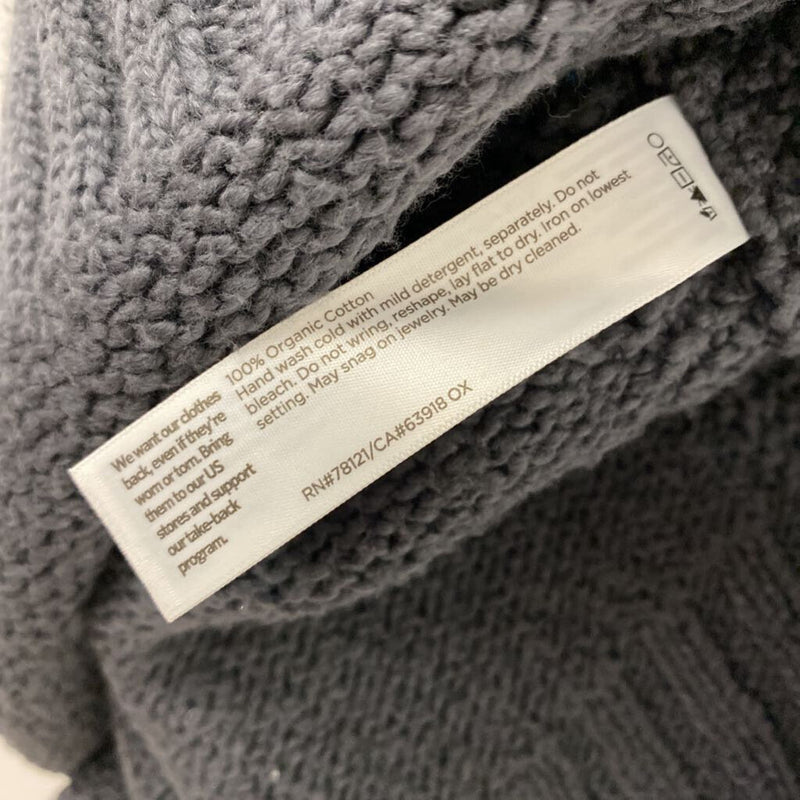 We want our clothes
back, even if they're
worn or torn. Bring
them to our US
stores and support
our take-back
program.
100% Organic Cotton
Hand wash cold with mild detergent, separately. Do not
bleach. Do not wring, reshape, lay flat to dry. Iron on lowest
setting. May snag on jewelry. May be dry cleaned.
RN#78121/CA#63918 OX